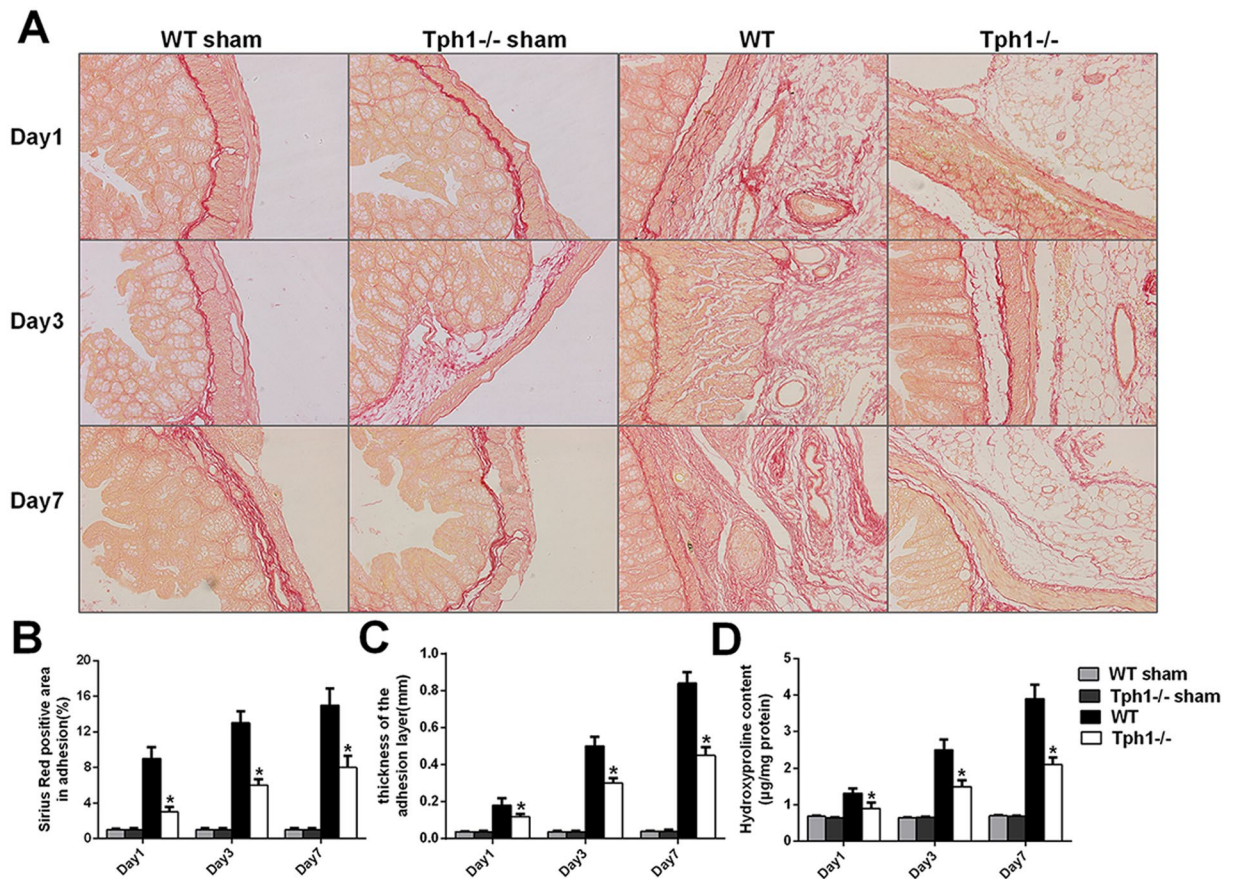 A
WT sham
Tph1-/- sham
WT
Tph1-/-
Day1
Day3
Day7
B
Sirius Red positive area
in adhesion(%)
20
16
12
8
4
0
*
*
*
Day1
Day3
Day7
C
thickness of the
adhesion layer(mm)
1.0
0.8
0.6
0.4
0.2
0.0
*
*
*
Day1
Day3
Day7
D
Hydroxyproline content
(μg/mg protein)
5
4
3
2
1
0
*
*
*
Day1
Day3
Day7
WT sham
Tph1-/- sham
WT
Tph1-/-